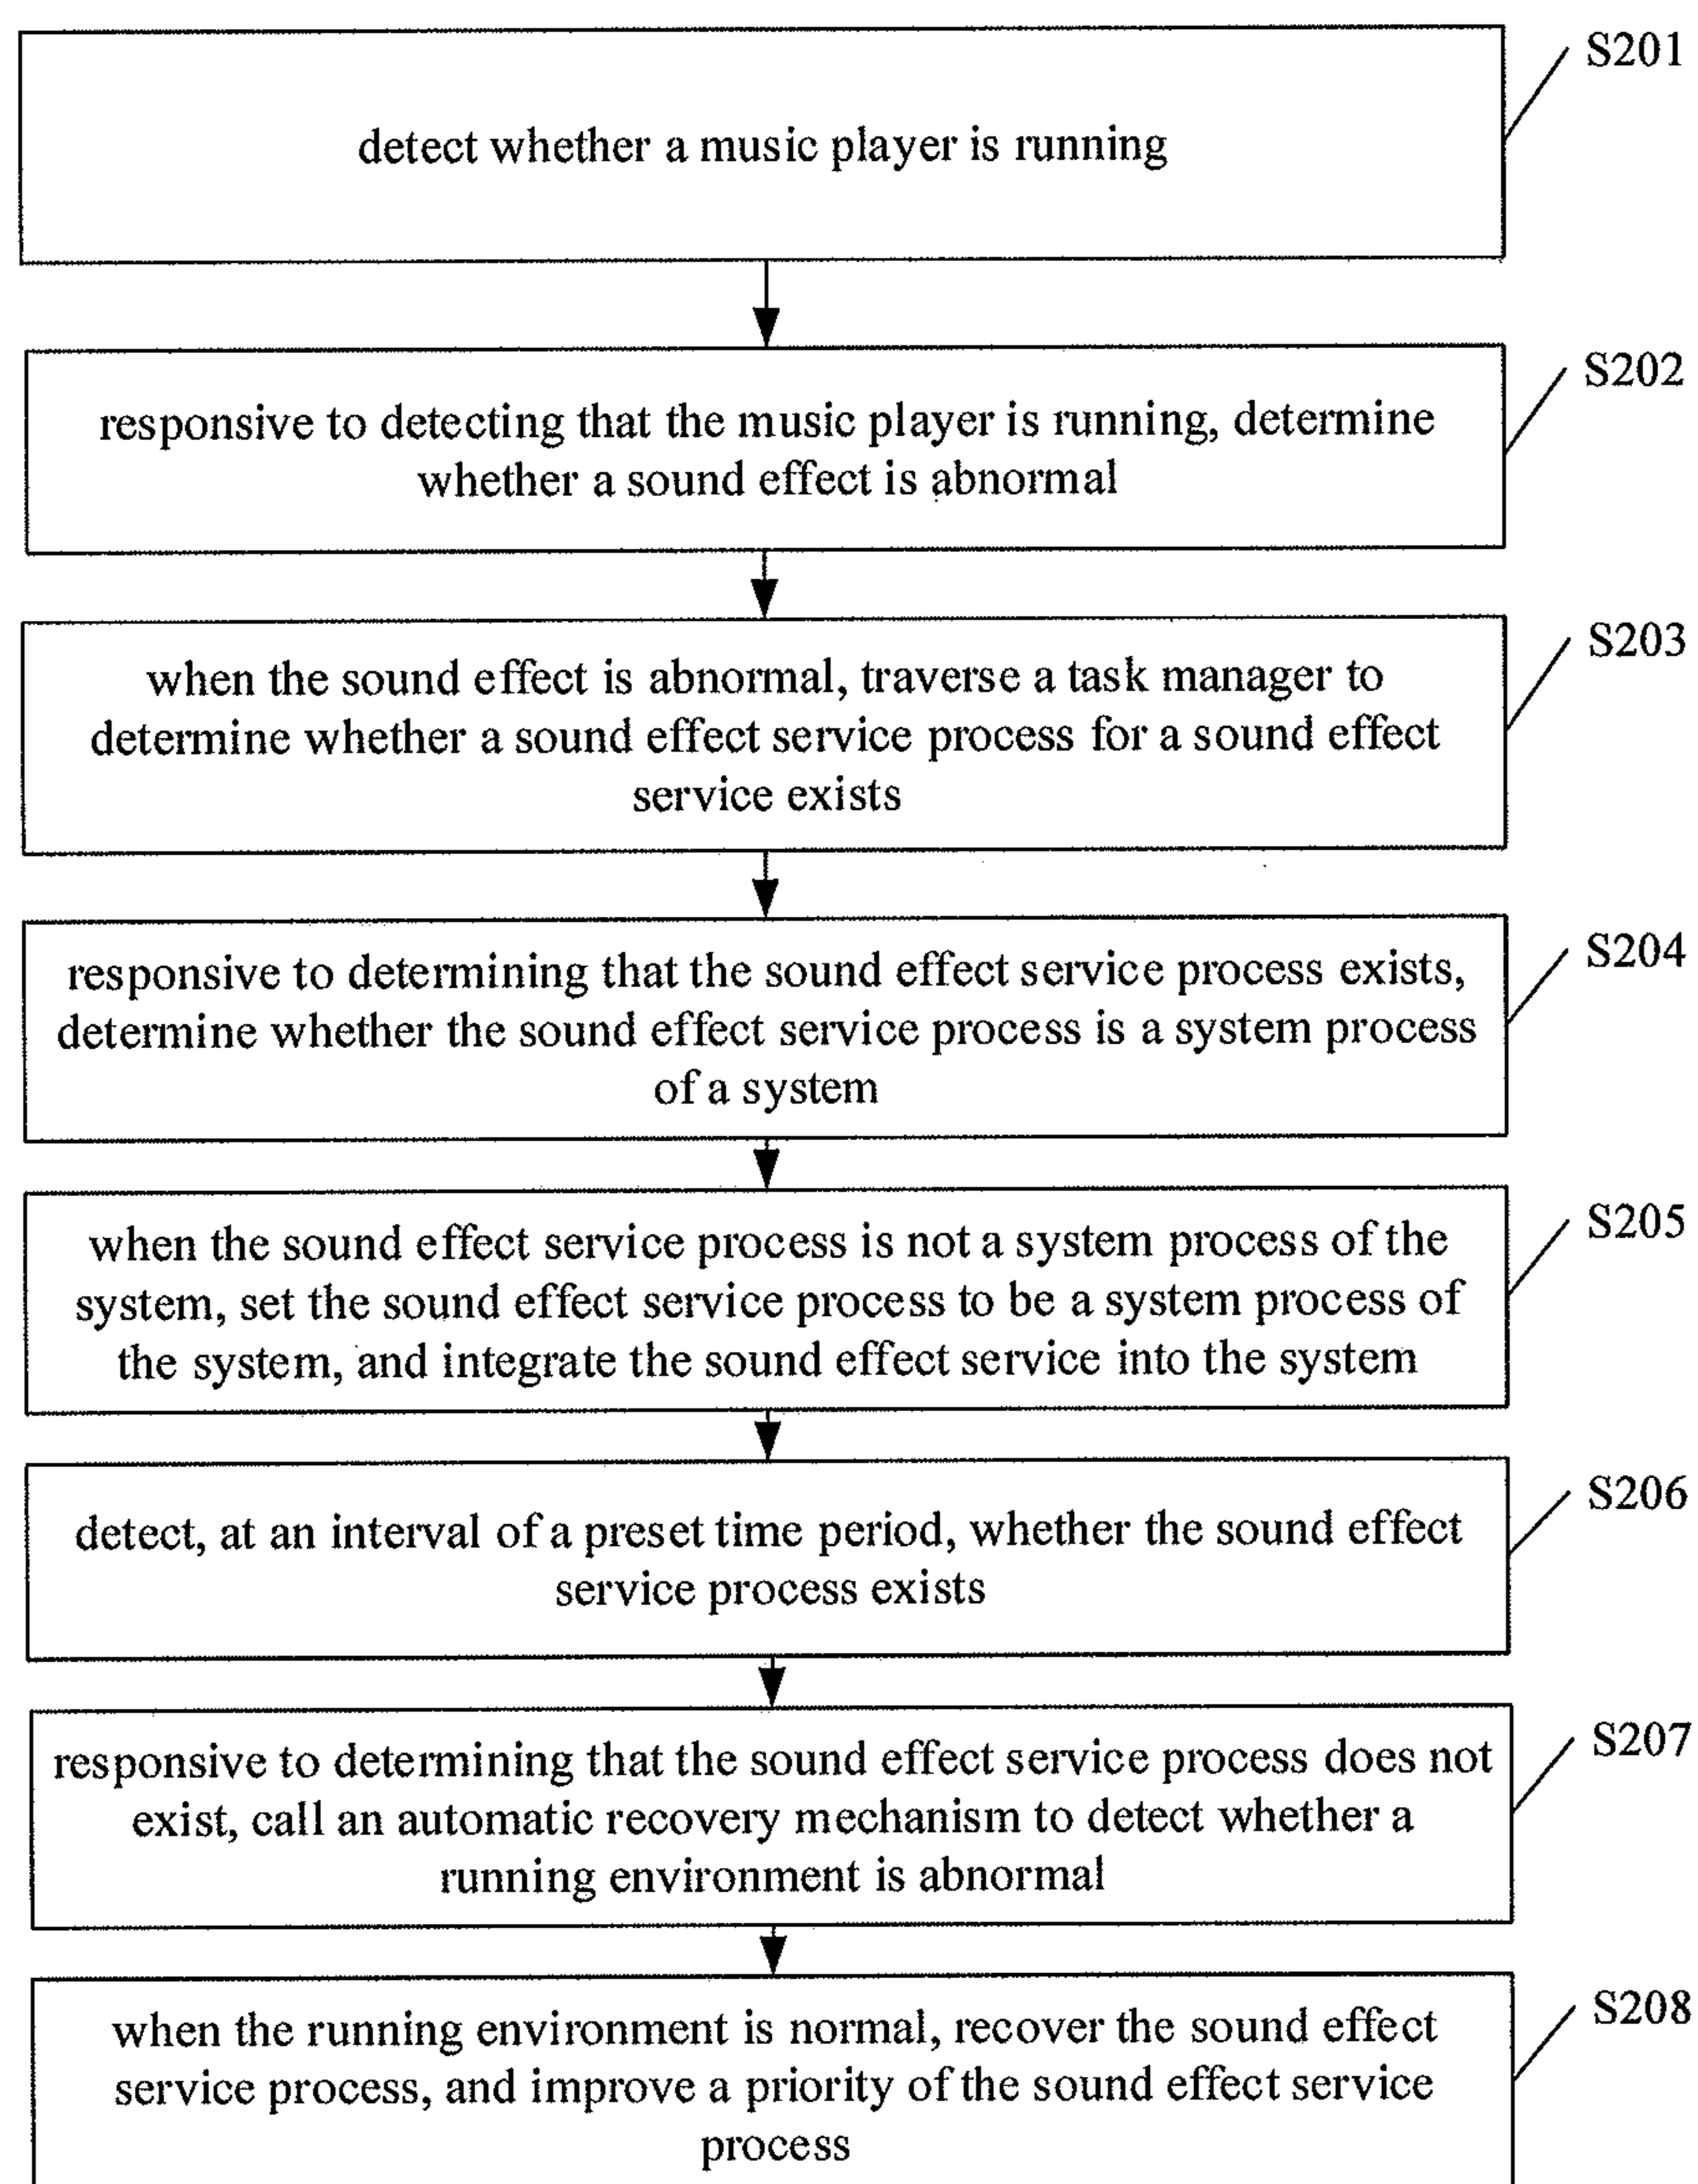 S201
detect whether a music player is running
S202
responsive to detecting that the music player is running, determine
whether a sound effect is abnormal
S203
when the sound effect is abnormal, traverse a task manager to
determine whether a sound effect service process for a sound effect
service exists
S204
responsive to determining that the sound effect service process exists,
determine whether the sound effect service process is a system process
of a system
S205
when the sound effect service process is not a system process of the
system, set the sound effect service process to be a system process of
the system, and integrate the sound effect service into the system
S206
detect, at an interval of a preset time period, whether the sound effect
service process exists
S207
responsive to determining that the sound effect service process does not
exist, call an automatic recovery mechanism to detect whether a
running environment is abnormal
S208
when the running environment is normal, recover the sound effect
service process, and improve a priority of the sound effect service
process